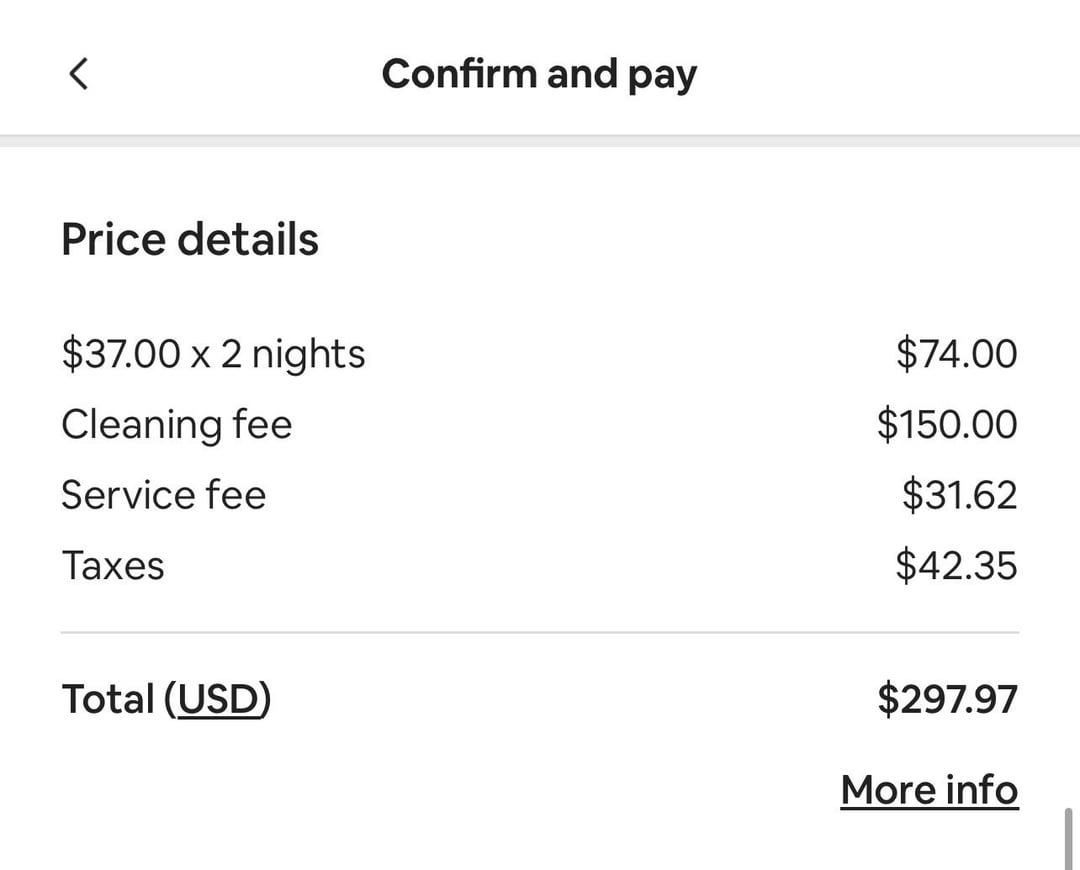 Confirm and pay
Price details
$37.00 x 2 nights $74.00
Cleaning fee $150.00
Service fee $31.62
Taxes $42.35
Total (USD) $297.97
More info